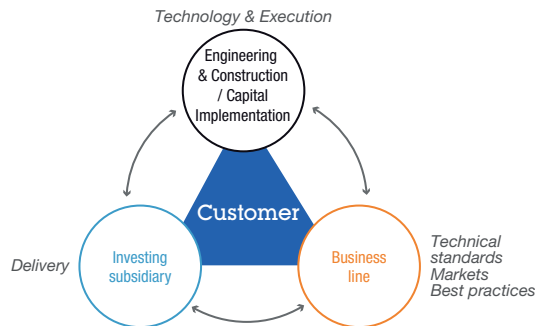 Technology & Execution
Engineering
& Construction
/ Capital
Implementation
Customer
Delivery
Investing
subsidiary
Business
line
Technical
standards
Markets
Best practices